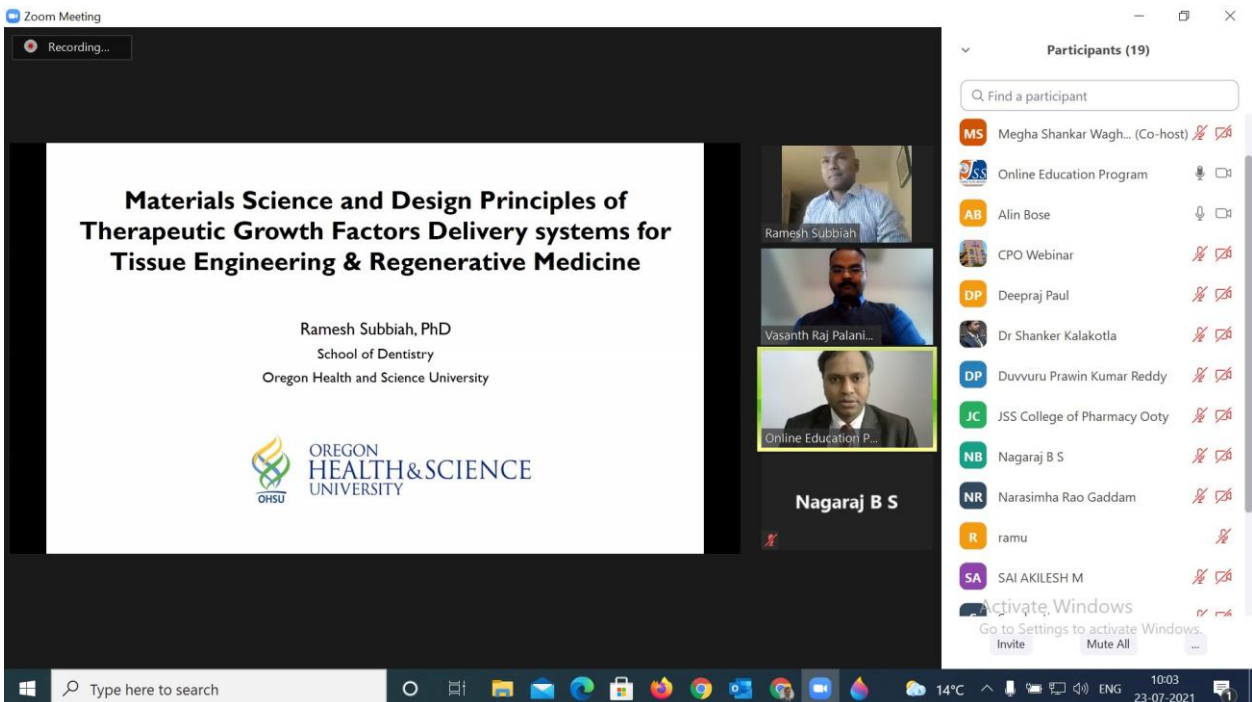 Zoom Meeting
Recording...
Materials Science and Design Principles of
Therapeutic Growth Factors Delivery systems for
Tissue Engineering & Regenerative Medicine
Ramesh Subbiah, PhD
School of Dentistry
Oregon Health and Science University
OHSU
OREGON
HEALTH&SCIENCE
UNIVERSITY
Ramesh Subbiah
Vasanth Raj Palani...
Online Education P...
Nagaraj B S
Participants (19)
Find a participant
MS Megha Shankar Wagh... (Co-host)
JSS Online Education Program
AB Alin Bose
CPO Webinar
DP Deepraj Paul
Dr Shanker Kalakotla
DP Duvvuru Prawin Kumar Reddy
JC JSS College of Pharmacy Ooty
NB Nagaraj B S
NR Narasimha Rao Gaddam
R ramu
SA SAI AKILESH M
Activate Windows
Go to Settings to activate Windows.
Invite Mute All ...
Type here to search
14°C ENG 10:03
23-07-2021
1